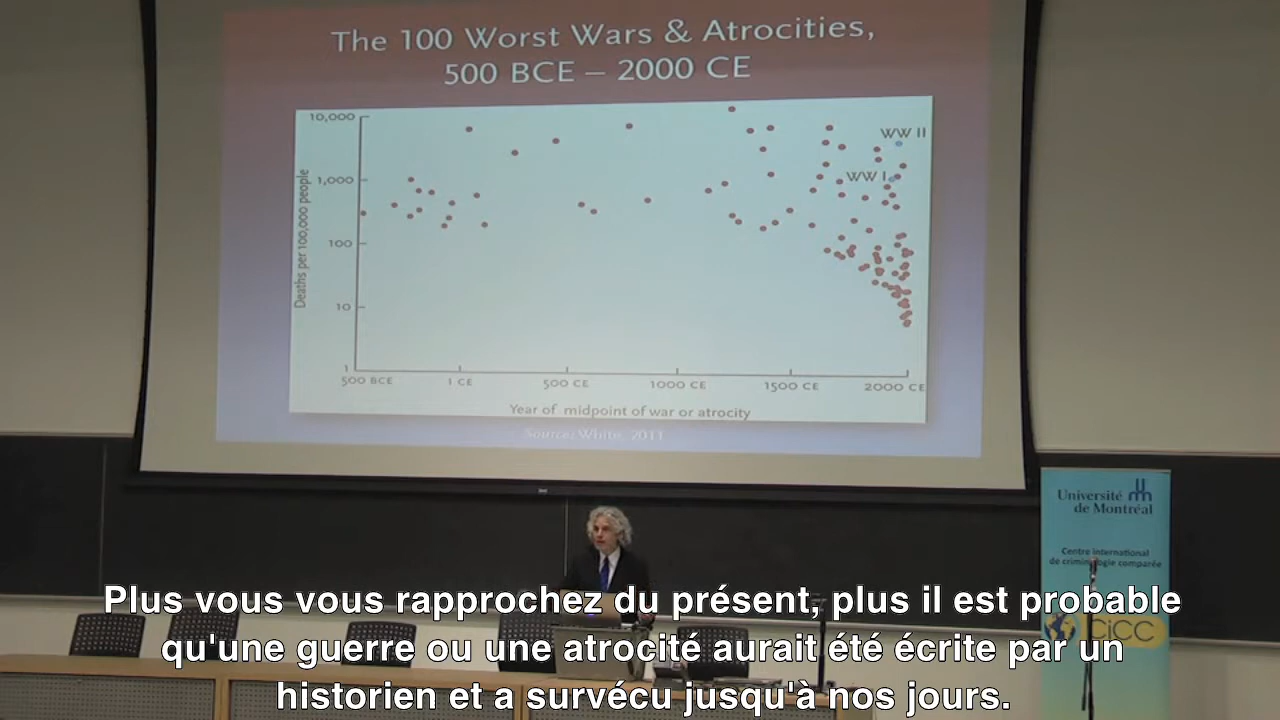 The 100 Worst Wars & Atrocities,
500 BCE – 2000 CE
10,000
1,000
100
10
1
Deaths per 100,000 people
WW II
WW I
500 BCE 1 CE 500 CE 1000 CE 1500 CE 2000 CE
Year of midpoint of war or atrocity
Source: White, 2011
Université
de Montréal
Centre international
de criminologie comparée
CiCC
Plus vous vous rapprochez du présent, plus il est probable
qu'une guerre ou une atrocité aurait été écrite par un
historien et a survécu jusqu'à nos jours.